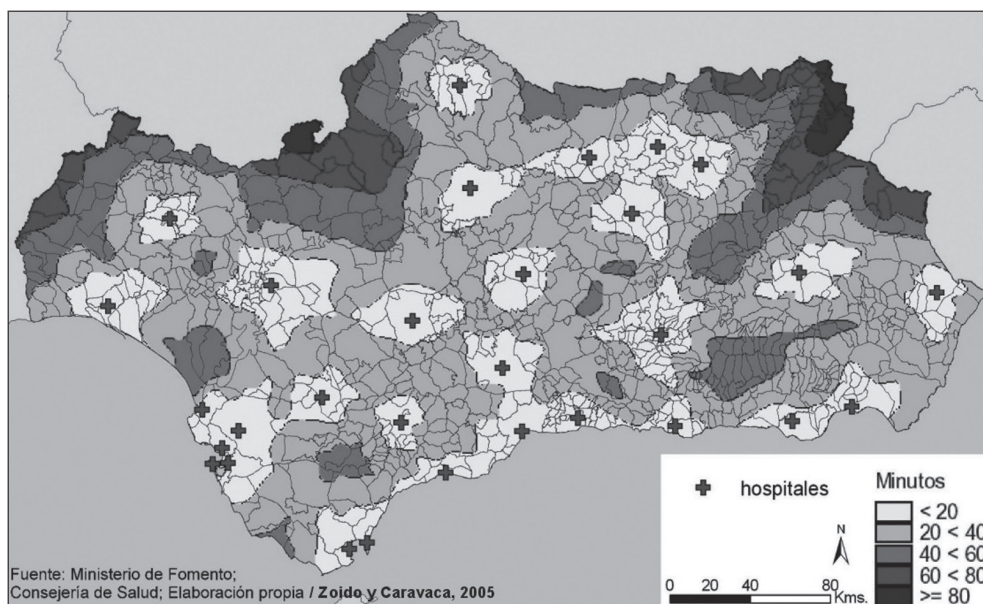 hospitales
N
0 20 40 80
Kms.
Minutos
< 20
20 < 40
40 < 60
60 < 80
>= 80
Fuente: Ministerio de Fomento;
Consejería de Salud; Elaboración propia / Zoido y Caravaca, 2005